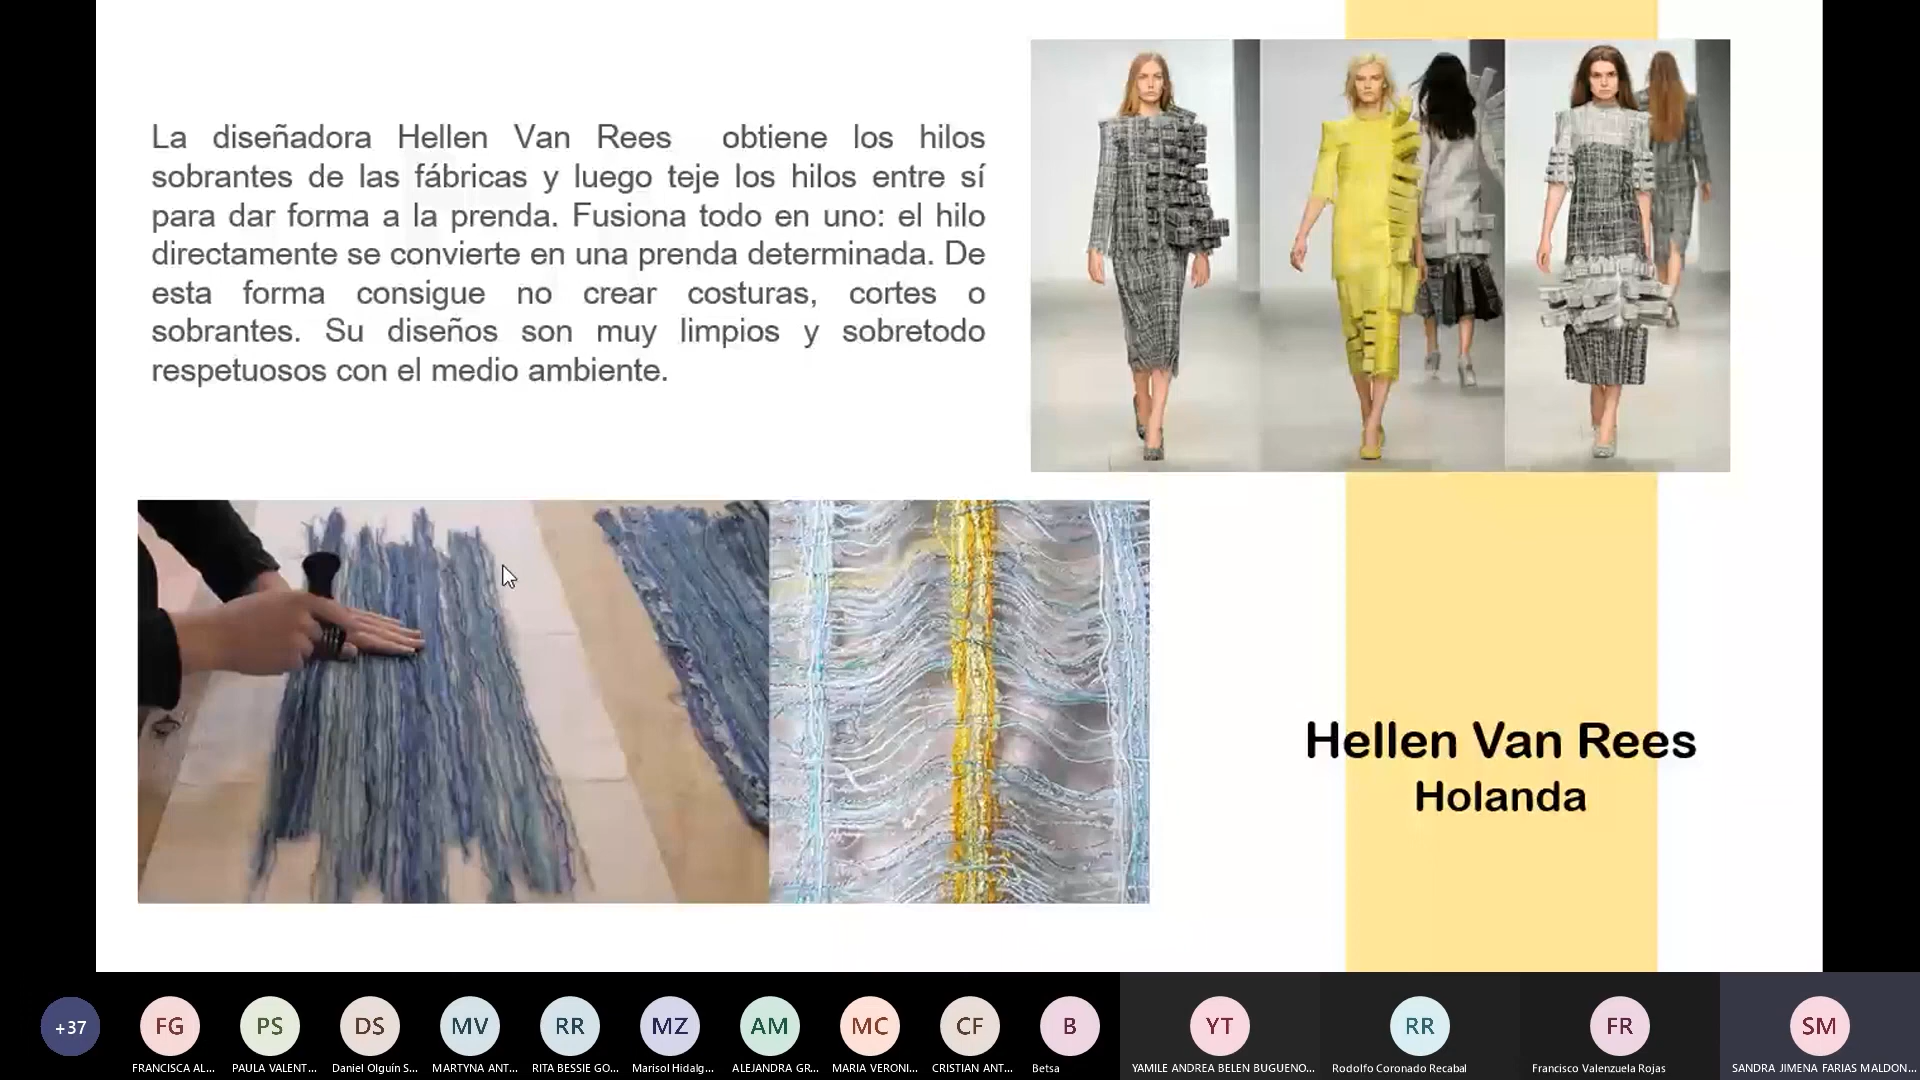 La diseñadora Hellen Van Rees obtiene los hilos
sobrantes de las fábricas y luego teje los hilos entre sí
para dar forma a la prenda. Fusiona todo en uno: el hilo
directamente se convierte en una prenda determinada. De
esta forma consigue no crear costuras, cortes o
sobrantes. Su diseños son muy limpios y sobretodo
respetuosos con el medio ambiente.
Hellen Van Rees
Holanda
+37
FG
PS
DS
MV
RR
MZ
AM
MC
CF
B
YT
RR
FR
SM
FRANCISCA AL...
PAULA VALENT...
Daniel Olguín S...
MARTYNA ANT...
RITA BESSIE GO...
Marisol Hidalg...
ALEJANDRA GR...
MARIA VERONI...
CRISTIAN ANT...
Betsa
YAMILE ANDREA BELEN BUGUENO...
Rodolfo Coronado Recabal
Francisco Valenzuela Rojas
SANDRA JIMENA FARIAS MALDON...